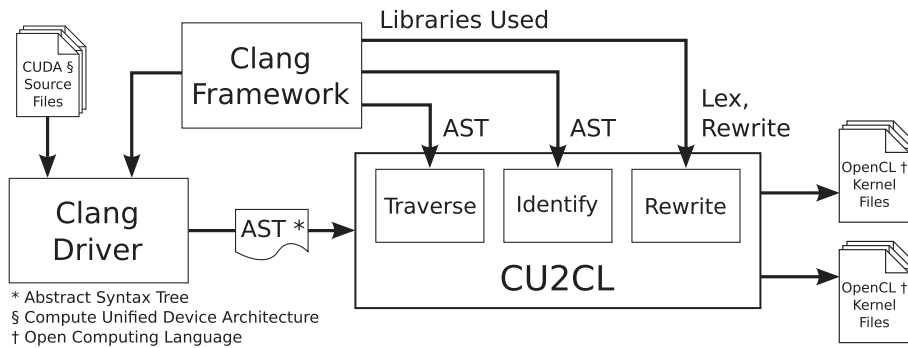 Libraries Used
CUDA §
Source
Files
Clang
Framework
Lex,
Rewrite
AST
AST
OpenCL †
Kernel
Files
Traverse
Identify
Rewrite
Clang
Driver
AST *
CU2CL
OpenCL †
Kernel
Files
* Abstract Syntax Tree
§ Compute Unified Device Architecture
† Open Computing Language